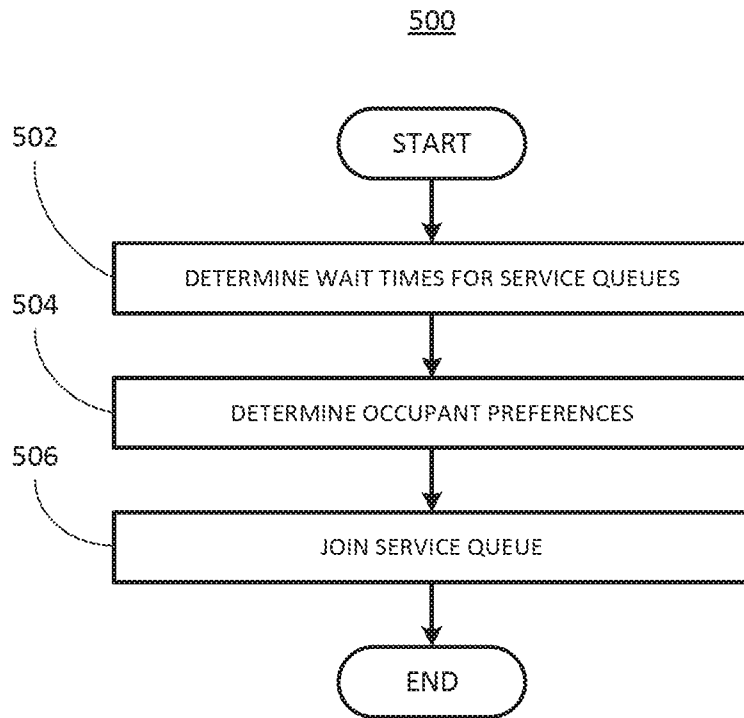 500
502
START
DETERMINE WAIT TIMES FOR SERVICE QUEUES
504
DETERMINE OCCUPANT PREFERENCES
506
JOIN SERVICE QUEUE
END